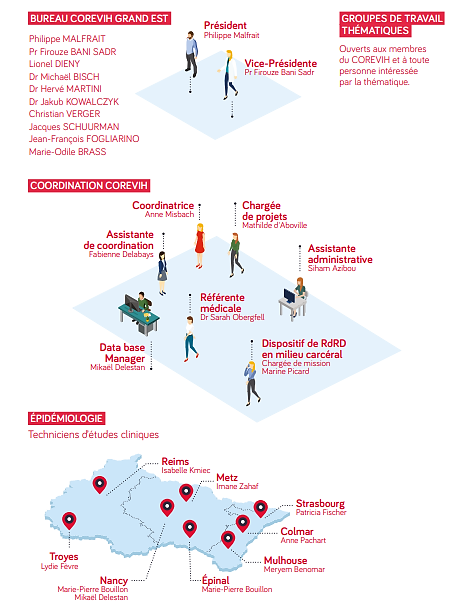 BUREAU COREVIH GRAND EST
Philippe MALFRAIT
Pr Firouze BANI SADR
Lionel DIENY
Dr Michaël BISCH
Dr Hervé MARTINI
Dr Jakub KOWALCZYK
Christian VERGER
Jacques SCHUURMAN
Jean-François FOGLIARINO
Marie-Odile BRASS
Président
Philippe Malfrait
Vice-Présidente
Pr Firouze Bani Sadr
GROUPES DE TRAVAIL
THÉMATIQUES
Ouverts aux membres
du COREVIH et à toute
personne intéressée
par la thématique.
COORDINATION COREVIH
Coordinatrice
Anne Misbach
Chargée
de projets
Mathilde d'Aboville
Assistante
de coordination
Fabienne Delabays
Assistante
administrative
Siham Azibou
Référente
médicale
Dr Sarah Obergfell
Data base
Manager
Mikaël Delestan
Dispositif de RdRD
en milieu carcéral
Chargée de mission
Marine Picard
ÉPIDÉMIOLOGIE
Techniciens d'études cliniques
Reims
Isabelle Kmiec
Metz
Imane Zahaf
Strasbourg
Patricia Fischer
Colmar
Anne Pachart
Mulhouse
Meryem Benomar
Troyes
Lydie Févre
Nancy
Marie-Pierre Bouillon
Mikaël Delestan
Épinal
Marie-Pierre Bouillon